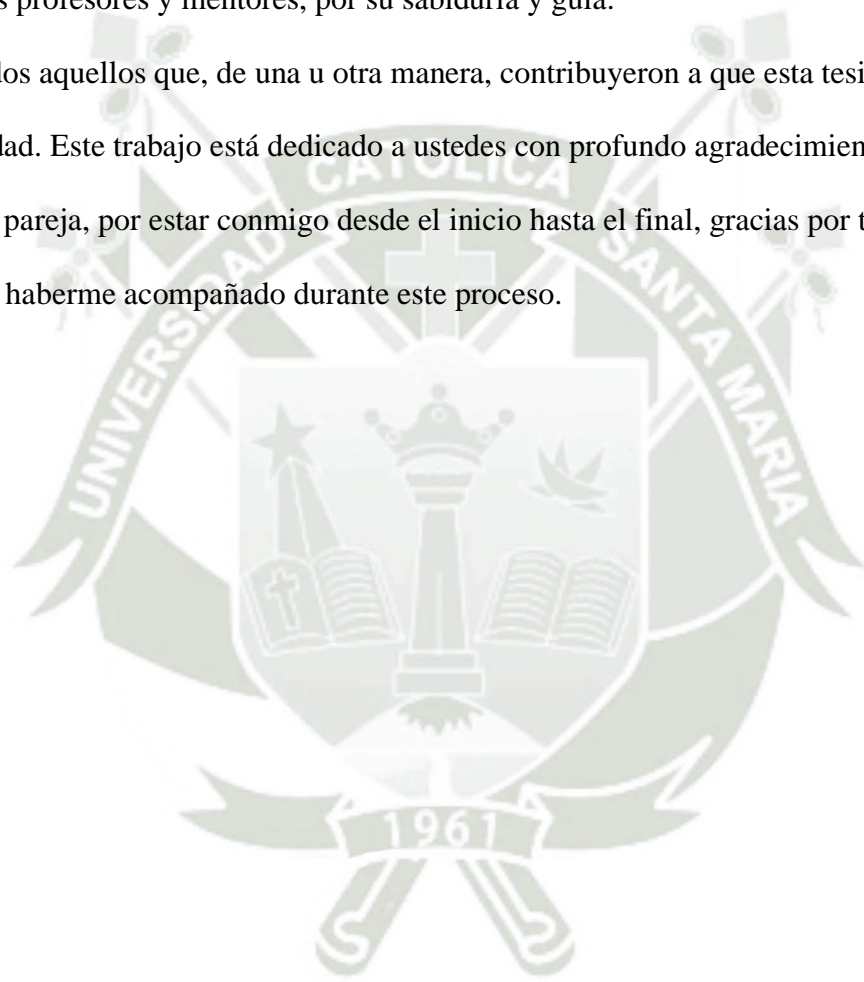 s profesores y mentores, por su sabiduría y guía.
dos aquellos que, de una u otra manera, contribuyeron a que esta tesi
dad. Este trabajo está dedicado a ustedes con profundo agradecimien
pareja, por estar conmigo desde el inicio hasta el final, gracias por t
haberme acompañado durante este proceso.
UNIVERSIDAD CATOLICA SANTA MARIA
1961